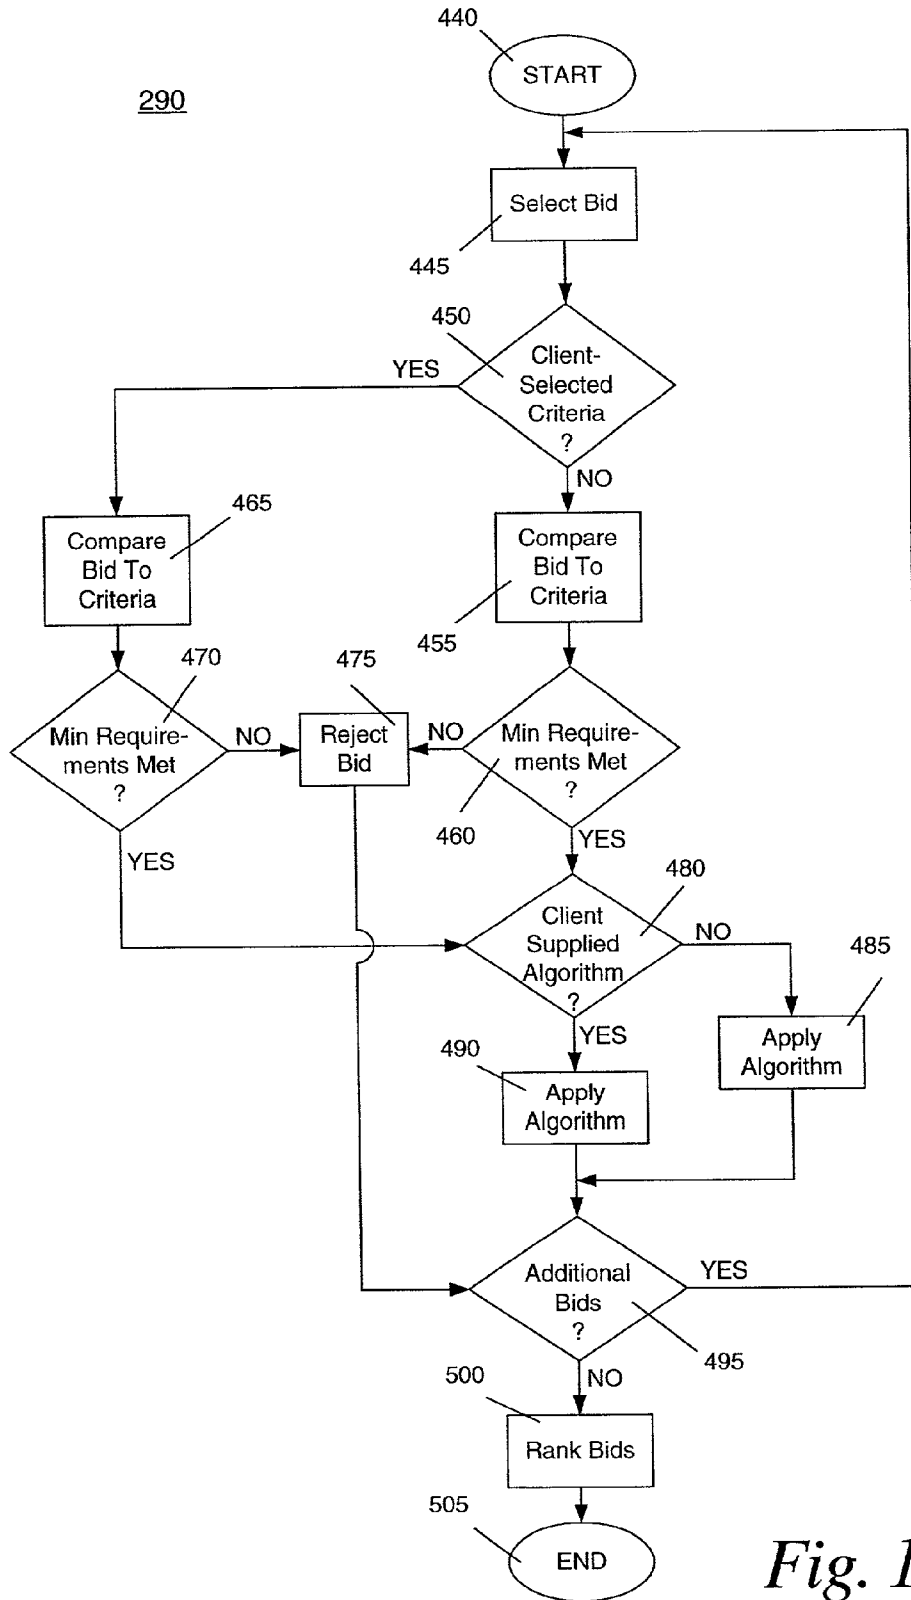 440
START
290
Select Bid
445
450
Client-
Selected
Criteria
?
YES
NO
465
Compare
Bid To
Criteria
Compare
Bid To
Criteria
455
470
475
Min Require-
ments Met
?
NO
Reject
Bid
NO
Min Require-
ments Met
?
460
YES
YES
480
Client
Supplied
Algorithm
?
NO
485
YES
490
Apply
Algorithm
Apply
Algorithm
Additional
Bids
?
YES
495
500
NO
Rank Bids
505
END
Fig. 1